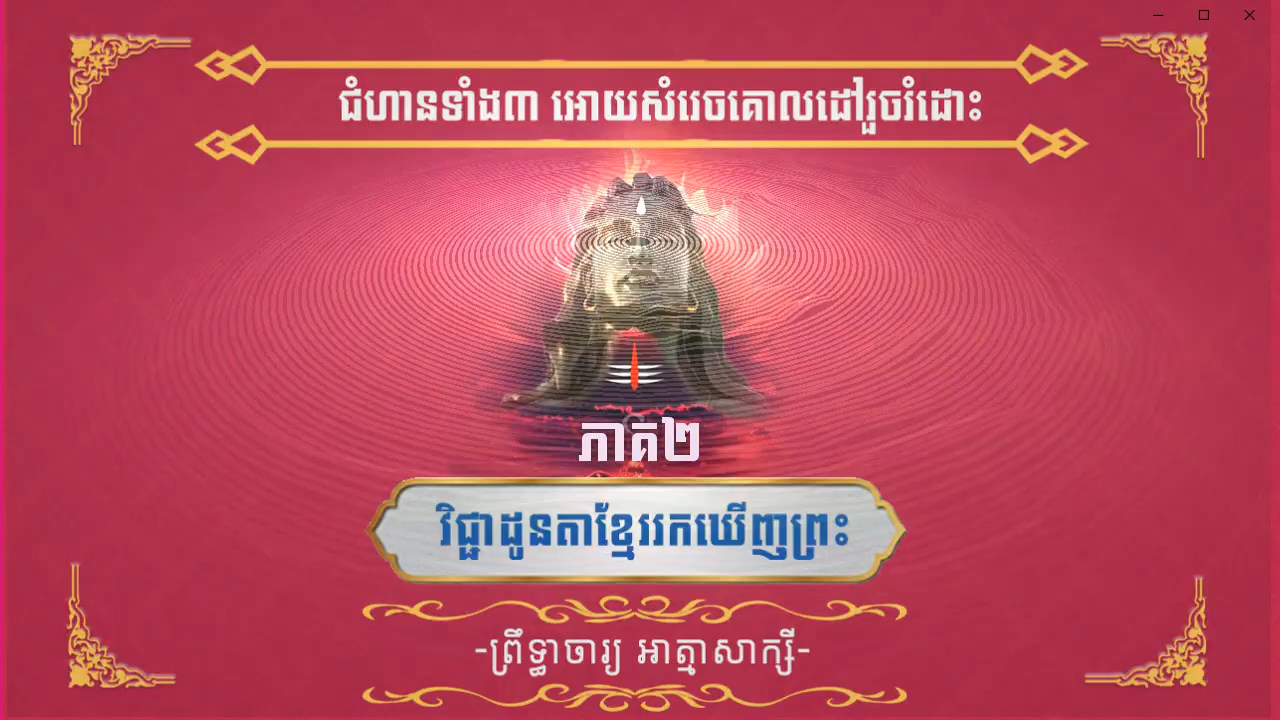 ជំហានទាំង៣ អោយសំរេចគោលដៅរួចរំដោះ
ភាគ២
វិជ្ជាដូនតាខ្មែររកឃើញព្រះ
-ព្រឹទ្ធាចារ្យ អាត្មាសាក្សី-